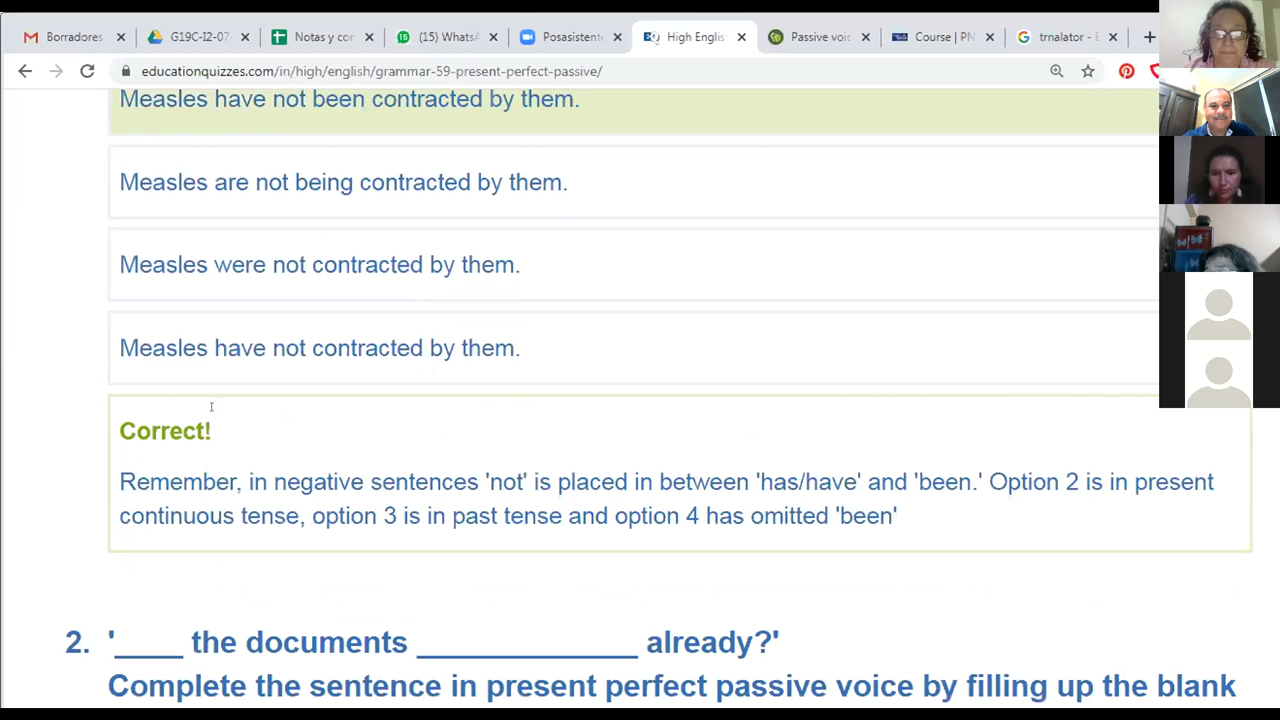 Borradores
G19C-I2-07-
Notas y con
(15) WhatsA
Posasistente
High Englis
Passive voic
Course | PN
trnalator - E
educationquizzes.com/in/high/english/grammar-59-present-perfect-passive/
Measles have not been contracted by them.
Measles are not being contracted by them.
Measles were not contracted by them.
Measles have not contracted by them.
Correct!
Remember, in negative sentences 'not' is placed in between 'has/have' and 'been.' Option 2 is in present
continuous tense, option 3 is in past tense and option 4 has omitted 'been'
2. '____ the documents _____________ already?'
Complete the sentence in present perfect passive voice by filling up the blank